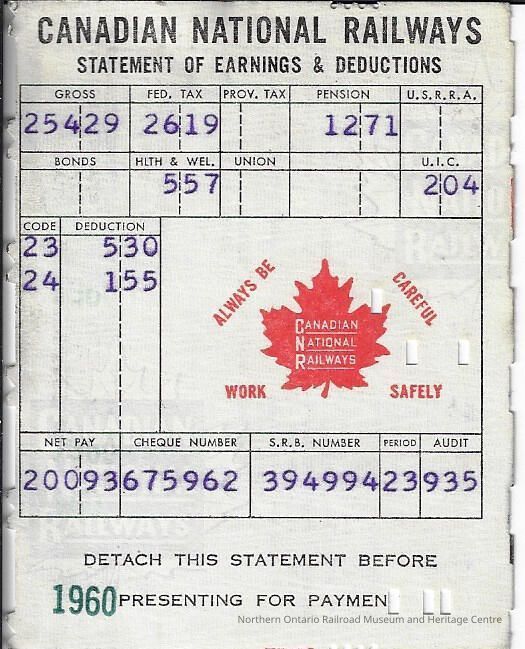 CANADIAN NATIONAL RAILWAYS
STATEMENT OF EARNINGS & DEDUCTIONS
GROSS FED. TAX PROV. TAX PENSION U.S.R.R.A.
25429 2619 1271
BONDS HLTH & WEL. UNION U.I.C.
557 204
CODE DEDUCTION
23 530
24 155
ALWAYS BE CAREFUL
CANADIAN
NATIONAL
RAILWAYS
WORK SAFELY
NET PAY CHEQUE NUMBER S.R.B. NUMBER PERIOD AUDIT
20093 675962 394994 23 935
DETACH THIS STATEMENT BEFORE
1960 PRESENTING FOR PAYMEN
Northern Ontario Railroad Museum and Heritage Centre